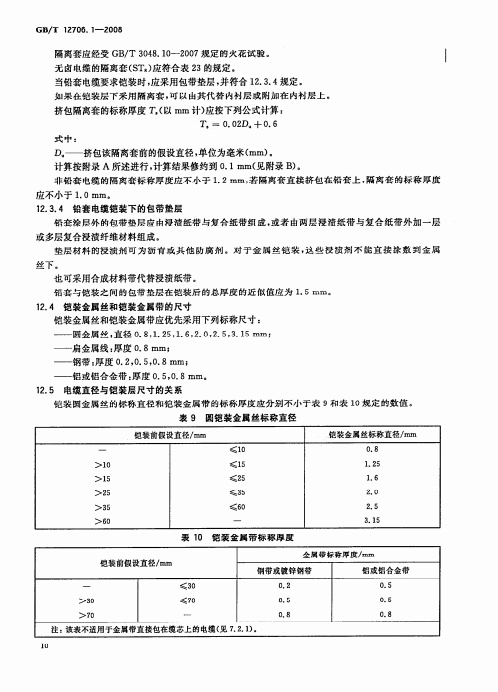 GB/T 12706.1—2008
隔离套应经受 GB/T 3048.10—2007 规定的火花试验。
无卤电缆的隔离套(ST₈)应符合表 23 的规定。
当铅套电缆要求铠装时,应采用包带垫层,并符合 12.3.4 规定。
如果在铠装层下采用隔离套,可以由其代替内衬层或附加在内衬层上。
挤包隔离套的标称厚度 Tₛ(以 mm 计)应按下列公式计算:
Tₛ = 0.02Dᵤ + 0.6
式中:
Dᵤ——挤包该隔离套前的假设直径,单位为毫米(mm)。
计算按附录 A 所述进行,计算结果修约到 0.1 mm(见附录 B)。
非铅套电缆的隔离套标称厚度应不小于 1.2 mm,若隔离套直接挤包在铅套上,隔离套的标称厚度
应不小于 1.0 mm。
12.3.4 铅套电缆铠装下的包带垫层
铅套涂层外的包带垫层应由浸渍纸带与复合纸带组成,或者由两层浸渍纸带与复合纸带外加一层
或多层复合浸渍纤维材料组成。
垫层材料的浸渍剂可为沥青或其他防腐剂。对于金属丝铠装,这些浸渍剂不能直接涂敷到金属
丝下。
也可采用合成材料带代替浸渍纸带。
铅套与铠装之间的包带垫层在铠装后的总厚度的近似值应为 1.5 mm。
12.4 铠装金属丝和铠装金属带的尺寸
铠装金属丝和铠装金属带应优先采用下列标称尺寸:
——圆金属丝,直径 0.8,1.25,1.6,2.0,2.5,3.15 mm;
——扁金属线:厚度 0.8 mm;
——钢带:厚度 0.2,0.5,0.8 mm;
——铝或铝合金带:厚度 0.5,0.8 mm。
12.5 电缆直径与铠装层尺寸的关系
铠装圆金属丝的标称直径和铠装金属带的标称厚度应分别不小于表 9 和表 10 规定的数值。
表 9 圆铠装金属丝标称直径
铠装前假设直径/mm 铠装金属丝标称直径/mm
— ≤10 0.8
>10 ≤15 1.25
>15 ≤25 1.6
>25 ≤35 2.0
>35 ≤60 2.5
>60 — 3.15
表 10 铠装金属带标称厚度
铠装前假设直径/mm 金属带标称厚度/mm
钢带或镀锌钢带 铝或铝合金带
— ≤30 0.2 0.5
>30 ≤70 0.5 0.5
>70 — 0.8 0.8
注:该表不适用于金属带直接包在缆芯上的电缆(见 7.2.1)。
10